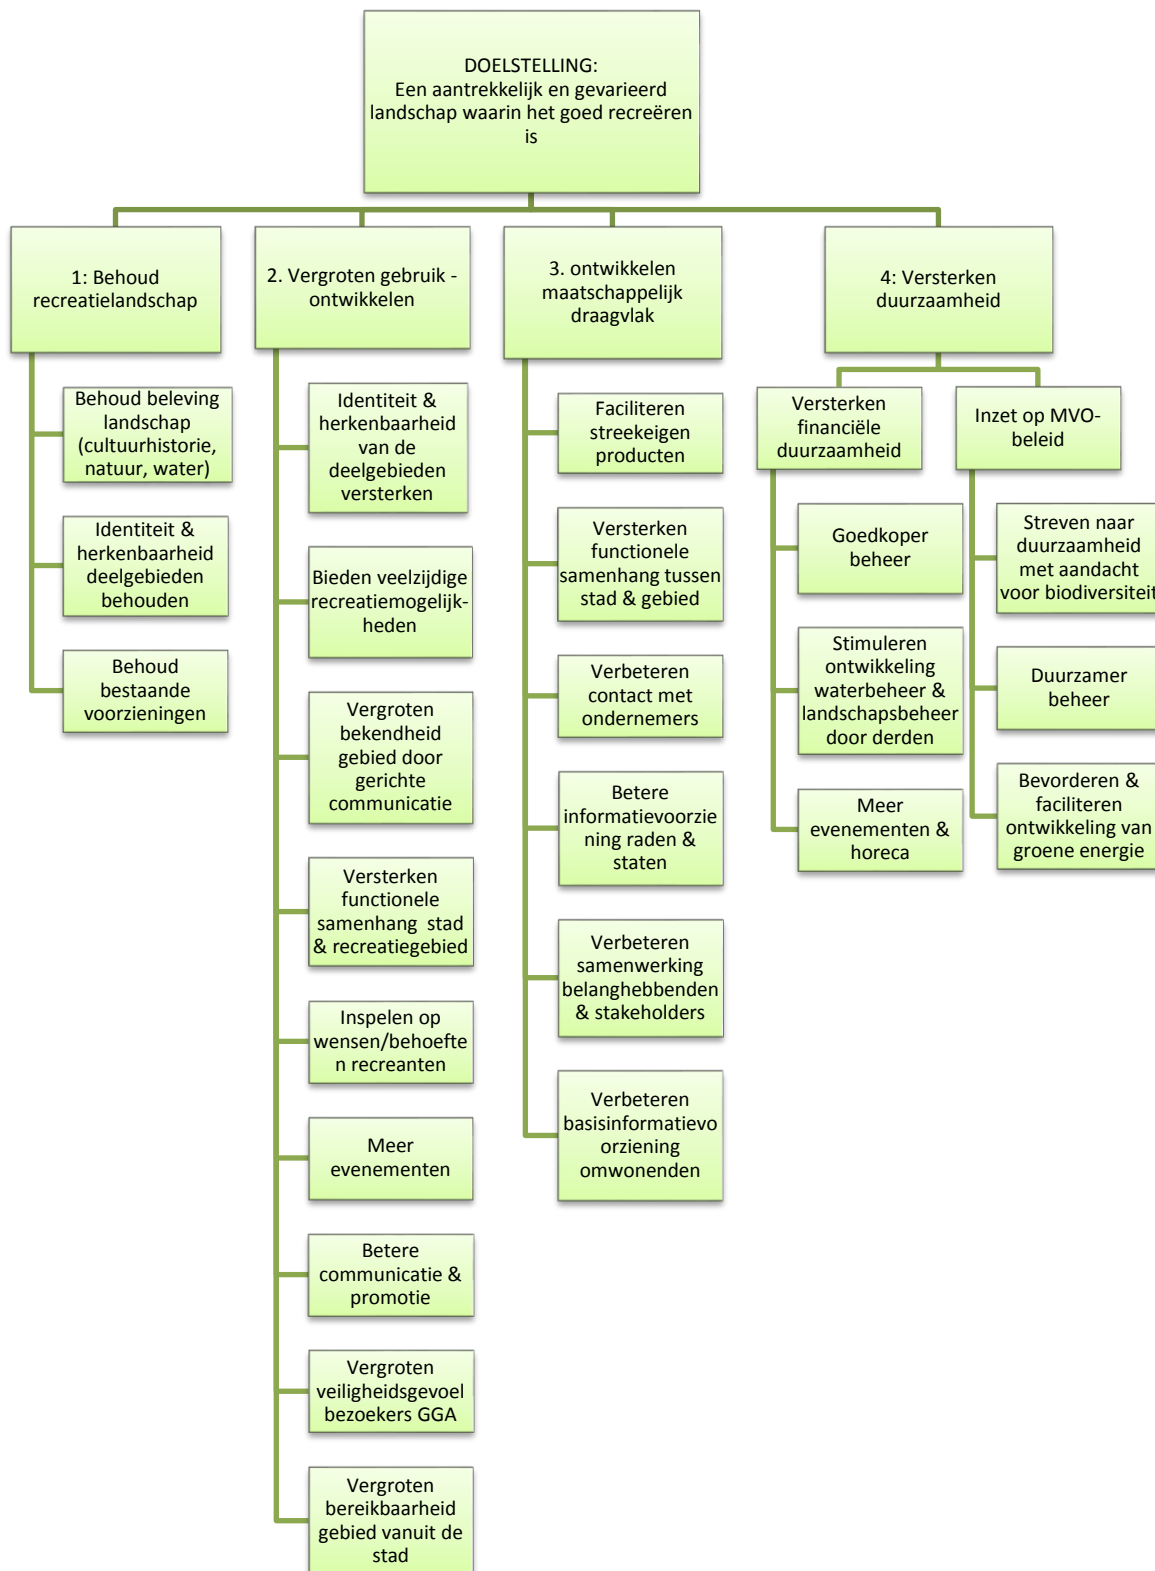 DOELSTELLING:
Een aantrekkelijk en gevarieerd
landschap waarin het goed recreëren
is
1: Behoud
recreatielandschap
Behoud beleving
landschap
(cultuurhistorie,
natuur, water)
Identiteit &
herkenbaarheid
deelgebieden
behouden
Behoud
bestaande
voorzieningen
2. Vergroten gebruik -
ontwikkelen
Identiteit &
herkenbaarheid
van de
deelgebieden
versterken
Bieden veelzijdige
recreatiemogelijk-
heden
Vergroten
bekendheid
gebied door
gerichte
communicatie
Versterken
functionele
samenhang stad
& recreatiegebied
Inspelen op
wensen/behoefte
n recreanten
Meer
evenementen
Betere
communicatie &
promotie
Vergroten
veiligheidsgevoel
bezoekers GGA
Vergroten
bereikbaarheid
gebied vanuit de
stad
3. ontwikkelen
maatschappelijk
draagvlak
Faciliteren
streekeigen
producten
Versterken
functionele
samenhang tussen
stad & gebied
Verbeteren
contact met
ondernemers
Betere
informatievoorzie
ning raden &
staten
Verbeteren
samenwerking
belanghebbenden
& stakeholders
Verbeteren
basisinformatievo
orziening
omwonenden
4: Versterken
duurzaamheid
Versterken
financiële
duurzaamheid
Goedkoper
beheer
Stimuleren
ontwikkeling
waterbeheer &
landschapsbeheer
door derden
Meer
evenementen &
horeca
Inzet op MVO-
beleid
Streven naar
duurzaamheid
met aandacht
voor biodiversiteit
Duurzamer
beheer
Bevorderen &
faciliteren
ontwikkeling van
groene energie